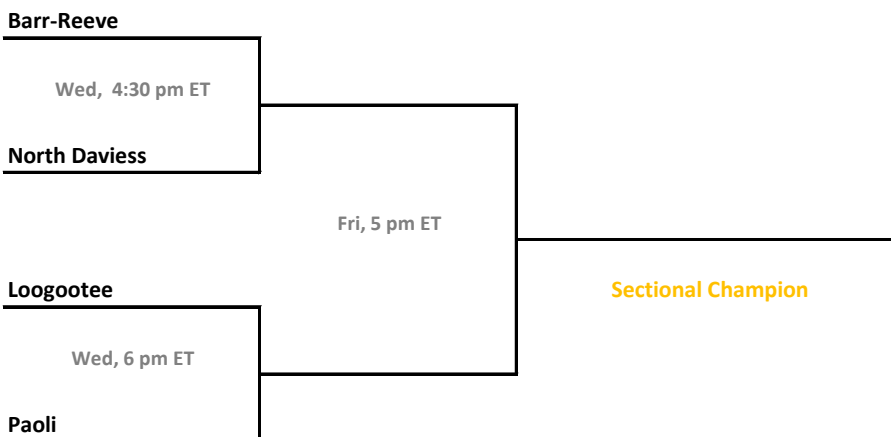 Barr-Reeve
Wed,  4:30 pm ET
North Daviess
Fri, 5 pm ET
Loogootee
Sectional Champion
Wed, 6 pm ET
Paoli